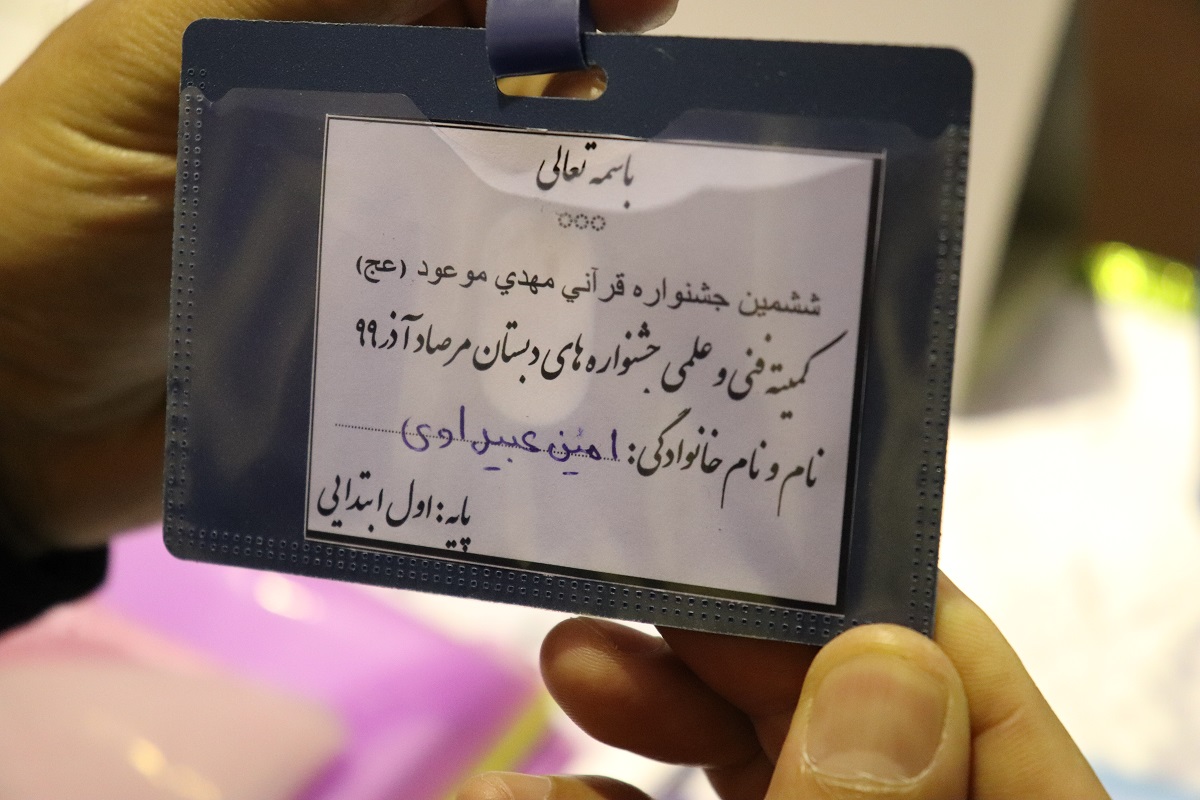 باسمه تعالی
ششمین جشنواره قرآني مهدي موعود (عج)
کمیته فنی و علمی جشنواره های دبستان مرصاد آذر ۹۹
نام و نام خانوادگی: امین عبیداوی
پایه: اول ابتدایی